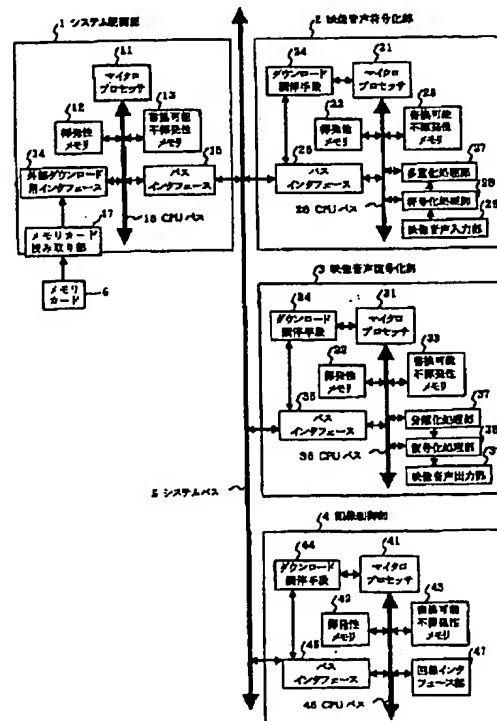 1 システム制御部
11
マイクロ
プロセッサ
12
揮発性
メモリ
13
書換可能
不揮発性
メモリ
14
外部ダウンロード
用インタフェース
15
バス
インタフェース
16 CPUバス
17
メモリカード
読み取り部
メモリ
カード
6
5 システムバス
2 映像音声符号化部
24
ダウンロード
調停手段
21
マイクロ
プロセッサ
22
揮発性
メモリ
23
書換可能
不揮発性
メモリ
25
バス
インタフェース
26 CPUバス
27
多重化処理部
28
符号化処理部
29
映像音声入力部
3 映像音声復号化部
34
ダウンロード
調停手段
31
マイクロ
プロセッサ
32
揮発性
メモリ
33
書換可能
不揮発性
メモリ
35
バス
インタフェース
36 CPUバス
37
分離化処理部
38
復号化処理部
39
映像音声出力部
4 回線制御部
44
ダウンロード
調停手段
41
マイクロ
プロセッサ
42
揮発性
メモリ
43
書換可能
不揮発性
メモリ
45
バス
インタフェース
46 CPUバス
47
回線インタ
フェース部